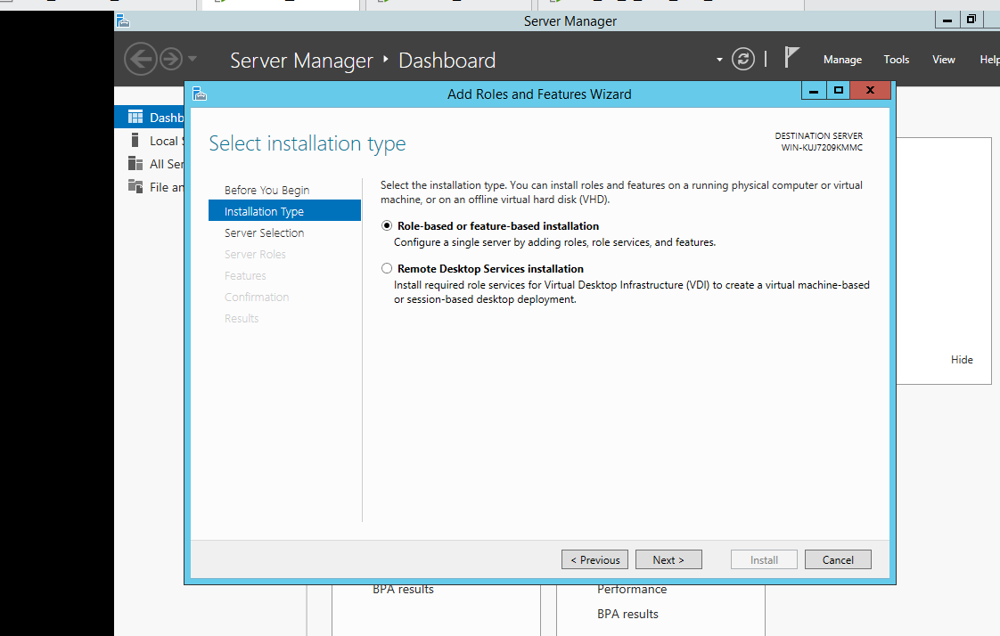 Server Manager
Server Manager Dashboard
Manage Tools View Help
Dashb
Local S
All Ser
File an
Add Roles and Features Wizard
Select installation type
DESTINATION SERVER
WIN-KUJ7209KMMC
Before You Begin
Installation Type
Server Selection
Server Roles
Features
Confirmation
Results
Select the installation type. You can install roles and features on a running physical computer or virtual
machine, or on an offline virtual hard disk (VHD).
Role-based or feature-based installation
Configure a single server by adding roles, role services, and features.
Remote Desktop Services installation
Install required role services for Virtual Desktop Infrastructure (VDI) to create a virtual machine-based
or session-based desktop deployment.
Hide
< Previous Next > Install Cancel
BPA results
Performance
BPA results